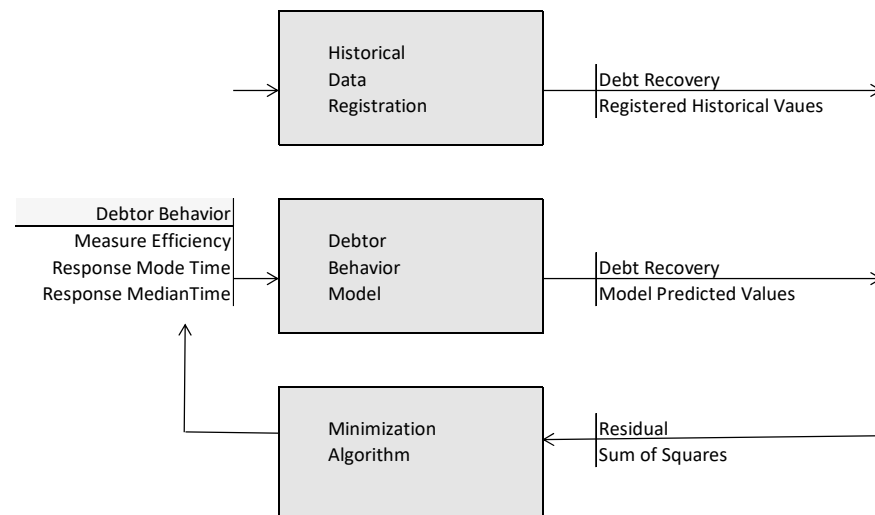 Historical
Data
Registration
Debt Recovery
Registered Historical Vaues
Debtor Behavior
Measure Efficiency
Response Mode Time
Response MedianTime
Debtor
Behavior
Model
Debt Recovery
Model Predicted Values
Minimization
Algorithm
Residual
Sum of Squares